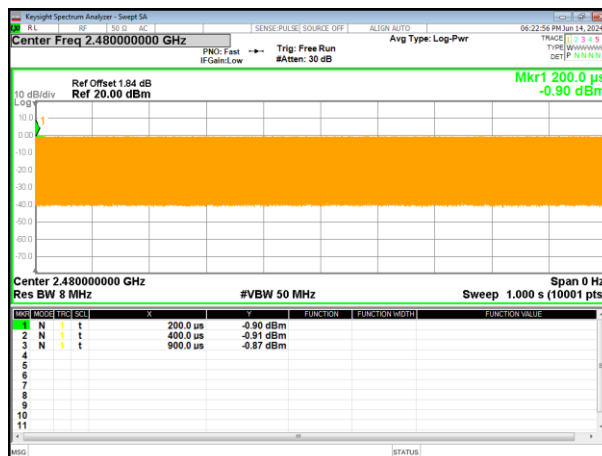 Keysight Spectrum Analyzer - Swept SA
RL RF 50 Ω AC SENSE:PULSE SOURCE OFF ALIGN AUTO 06:22:56 PM Jun 14, 2024
Center Freq 2.480000000 GHz Avg Type: Log-Pwr TRACE 1 2 3 4 5
PNO: Fast Trig: Free Run TYPE
IFGain:Low #Atten: 30 dB DET P N N N N
Mkr1 200.0 µs
Ref Offset 1.84 dB
10 dB/div Ref 20.00 dBm -0.90 dBm
Log
1
10.0
0.00
-10.0
-20.0
-30.0
-40.0
-50.0
-60.0
-70.0
Center 2.480000000 GHz Span 0 Hz
Res BW 8 MHz #VBW 50 MHz Sweep 1.000 s (10001 pts)
MKR MODE TRC SCL X Y FUNCTION FUNCTION WIDTH FUNCTION VALUE
1 N 1 t 200.0 µs -0.90 dBm
2 N 1 t 400.0 µs -0.91 dBm
3 N 1 t 900.0 µs -0.87 dBm
4
5
6
7
8
9
10
11
MSG STATUS